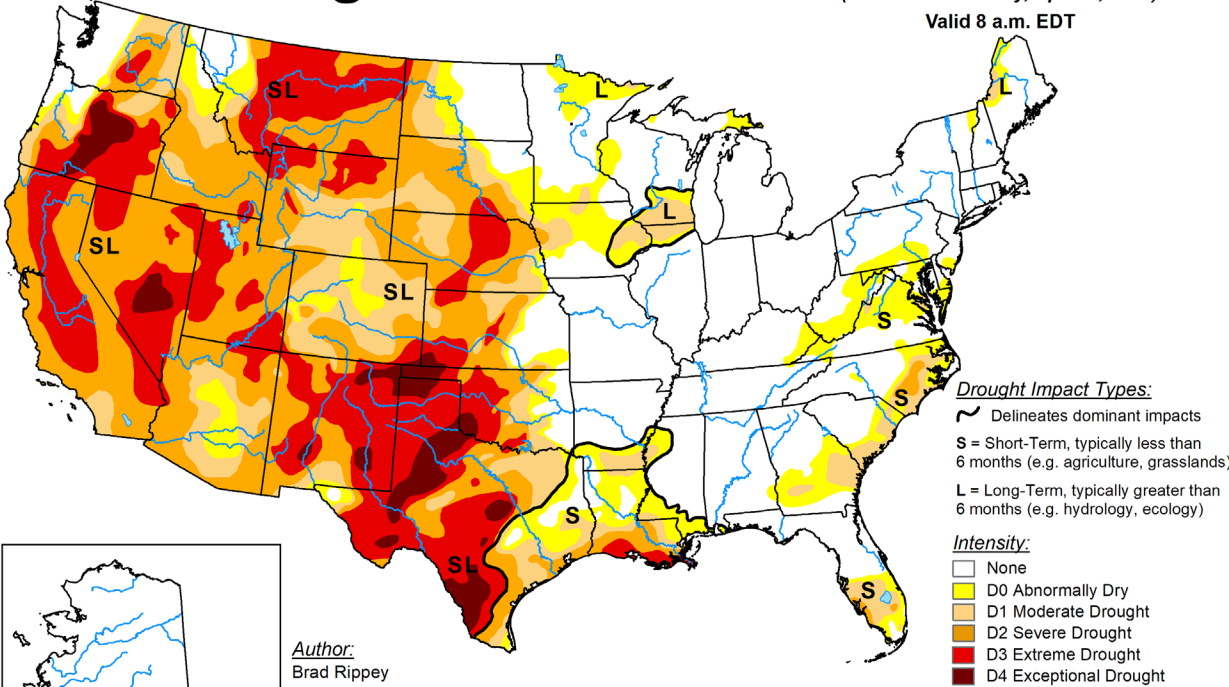 Valid 8 a.m. EDT
SL
L
L
L
SL
SL
S
S
S
SL
S
Drought Impact Types:
Delineates dominant impacts
S = Short-Term, typically less than
6 months (e.g. agriculture, grasslands)
L = Long-Term, typically greater than
6 months (e.g. hydrology, ecology)
Intensity:
None
D0 Abnormally Dry
D1 Moderate Drought
D2 Severe Drought
D3 Extreme Drought
D4 Exceptional Drought
Author:
Brad Rippey